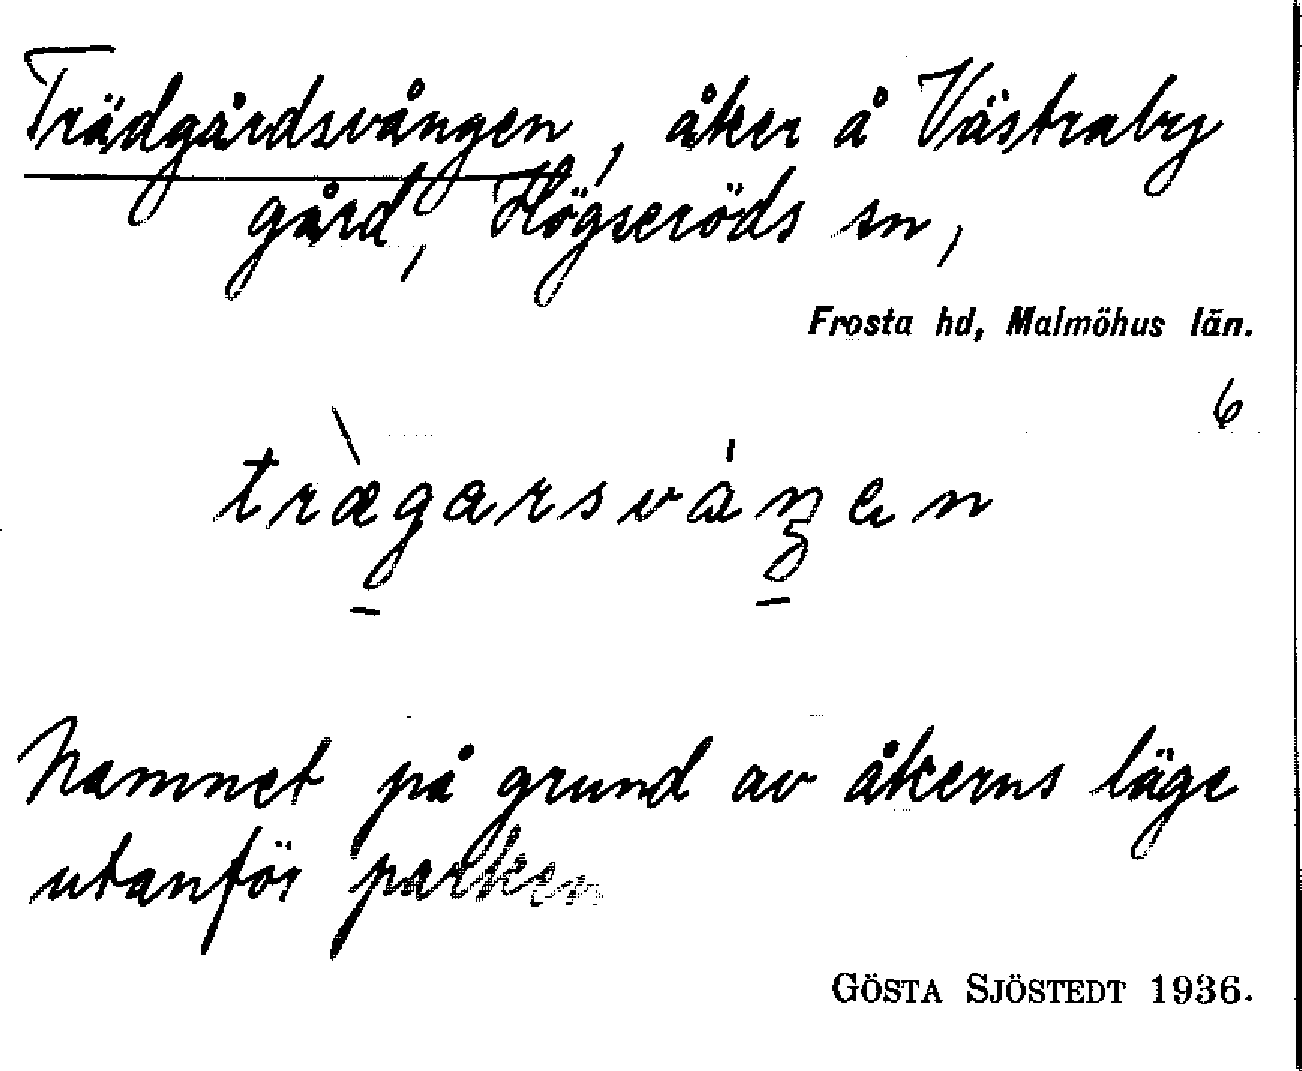 Trädgårdsvången, åker å Västraby
gård, Högseröds sn,
Frosta hd, Malmöhus län.
6
trægarsvaŋen
Namnet på grund av åkerns läge
utanför parken
GÖSTA SJÖSTEDT 1936.